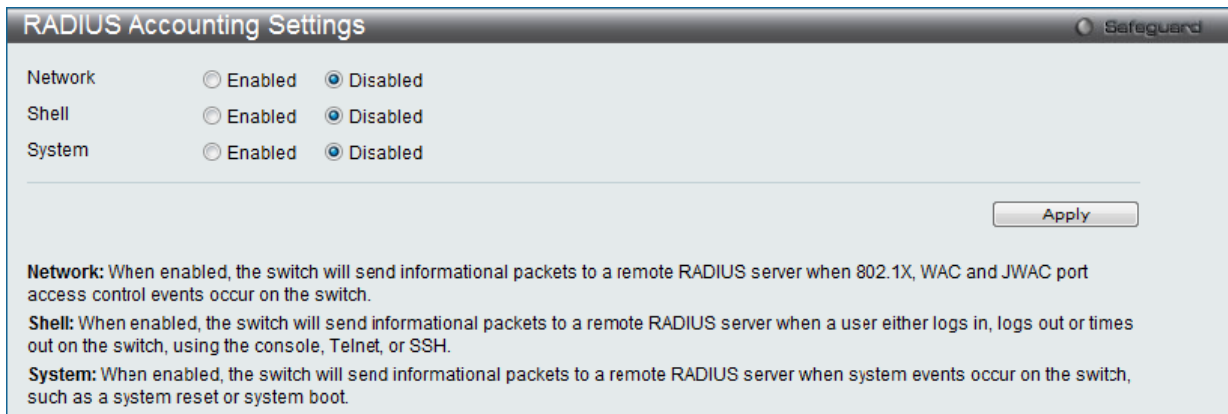 RADIUS Accounting Settings Safeguard
Network Enabled Disabled
Shell Enabled Disabled
System Enabled Disabled
Apply
Network: When enabled, the switch will send informational packets to a remote RADIUS server when 802.1X, WAC and JWAC port
access control events occur on the switch.
Shell: When enabled, the switch will send informational packets to a remote RADIUS server when a user either logs in, logs out or times
out on the switch, using the console, Telnet, or SSH.
System: When enabled, the switch will send informational packets to a remote RADIUS server when system events occur on the switch,
such as a system reset or system boot.